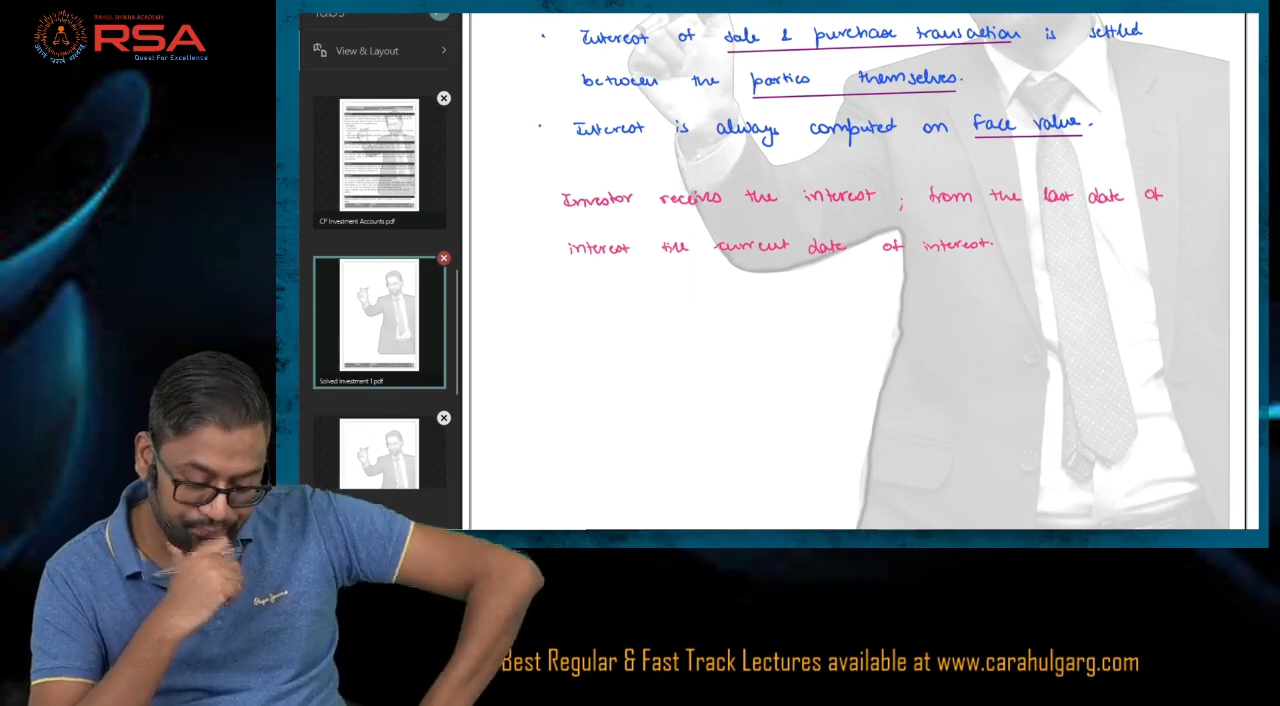 RAHUL SHIKHA ACADEMY
RSA
Quest For Excellence
Tabs
View & Layout
CP Investment Accounts.pdf
Solved Investment 1.pdf
• Interest of sale & purchase transaction is settled
between the parties themselves.
• Interest is always computed on Face value.
Investor receives the interest ; from the last date of
interest till current date of interest.
Best Regular & Fast Track Lectures available at www.carahulgarg.com